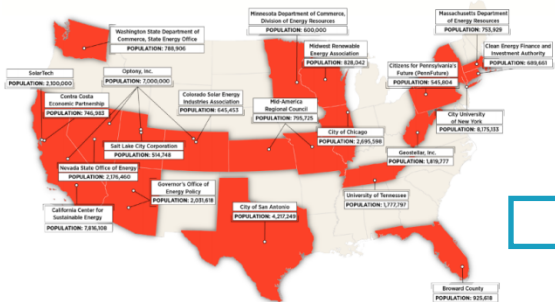 Washington State Department of
Commerce, State Energy Office
POPULATION: 788,906
Minnesota Department of Commerce,
Division of Energy Resources
POPULATION: 600,000
Massachusetts Department
of Energy Resources
POPULATION: 753,929
Midwest Renewable
Energy Association
POPULATION: 828,042
Clean Energy Finance and
Investment Authority
POPULATION: 689,661
SolarTech
POPULATION: 2,100,000
Optony, Inc.
POPULATION: 7,000,000
Citizens for Pennsylvania's
Future (PennFuture)
POPULATION: 545,804
Contra Costa
Economic Partnership
POPULATION: 746,983
Colorado Solar Energy
Industries Association
POPULATION: 645,453
Mid-America
Regional Council
POPULATION: 755,725
City University
of New York
POPULATION: 8,175,133
City of Chicago
POPULATION: 2,695,598
Salt Lake City Corporation
POPULATION: 514,748
Geostellar, Inc.
POPULATION: 1,819,777
Nevada State Office of Energy
POPULATION: 2,176,460
Governor's Office of
Energy Policy
POPULATION: 2,031,618
University of Tennessee
POPULATION: 1,777,797
California Center for
Sustainable Energy
POPULATION: 7,816,108
City of San Antonio
POPULATION: 4,217,249
Broward County
POPULATION: 925,618